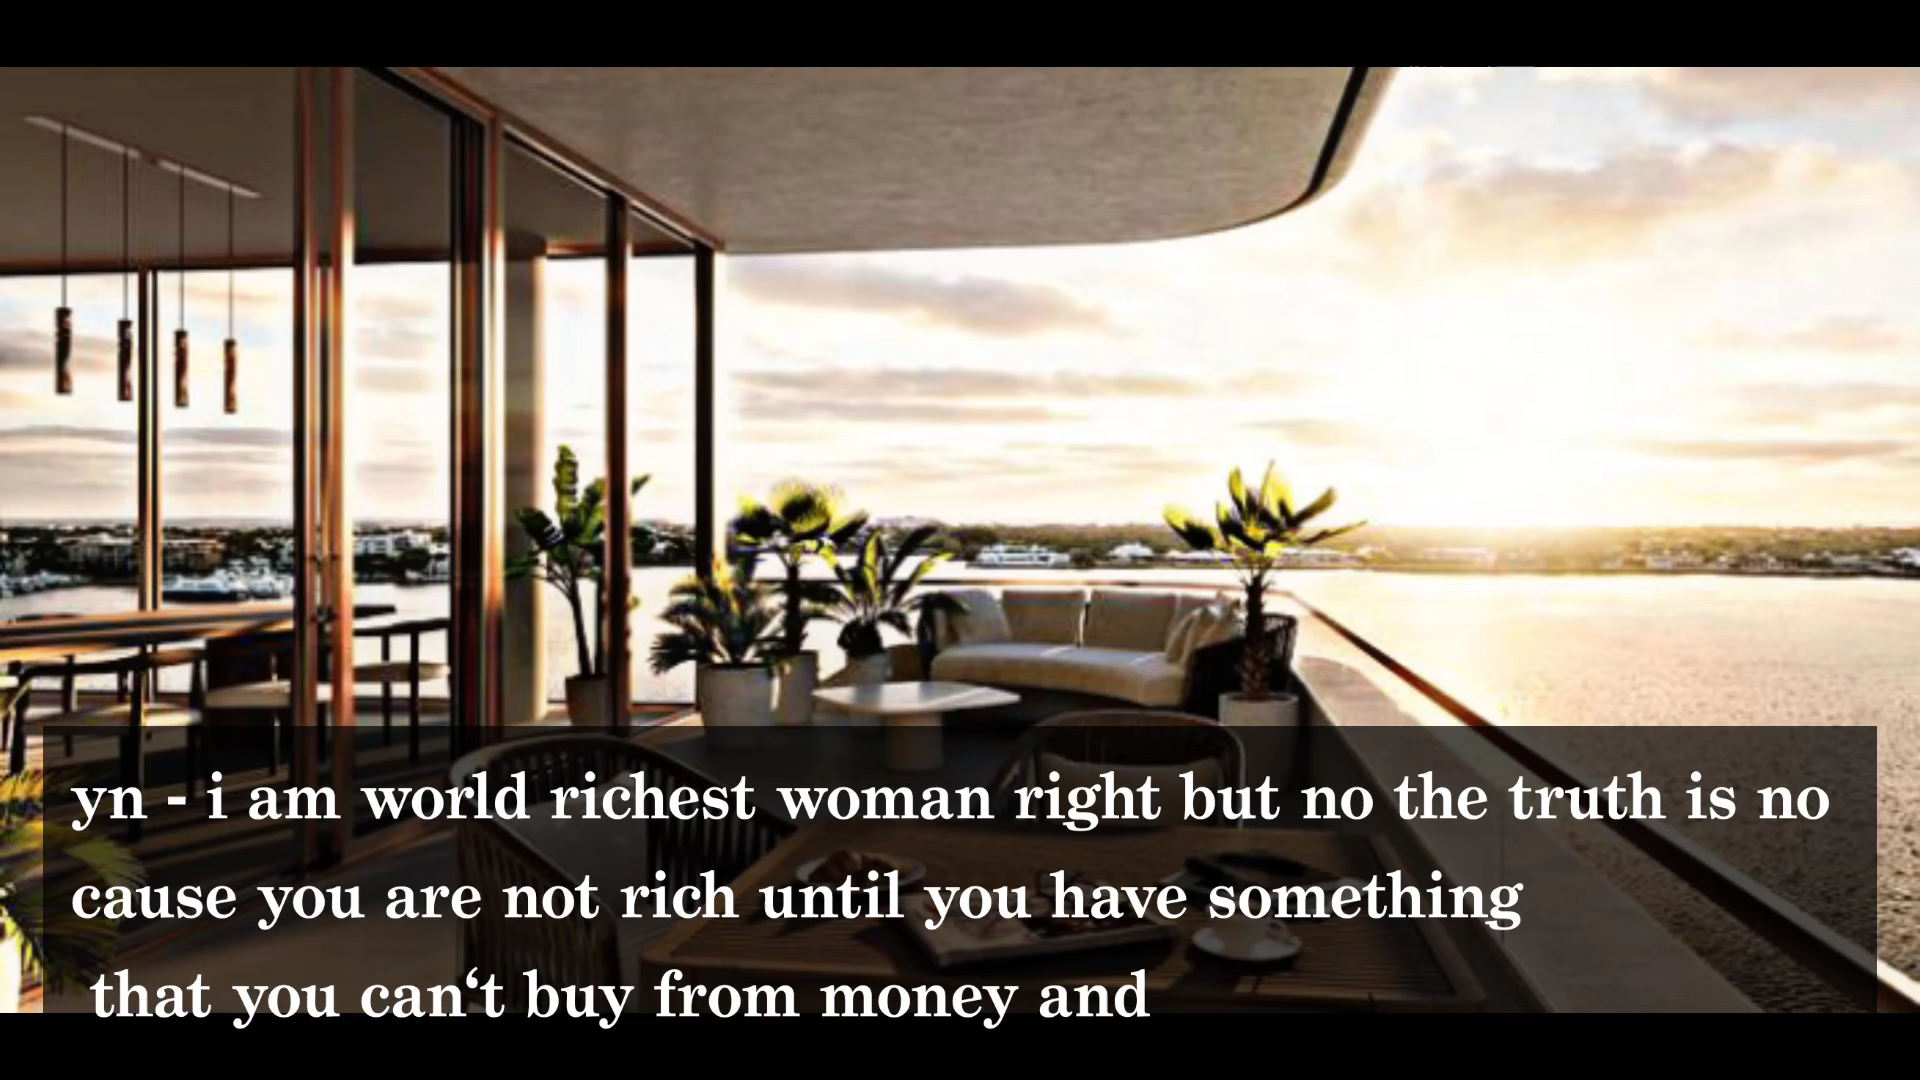 yn - i am world richest woman right but no the truth is no
cause you are not rich until you have something
that you can‘t buy from money and